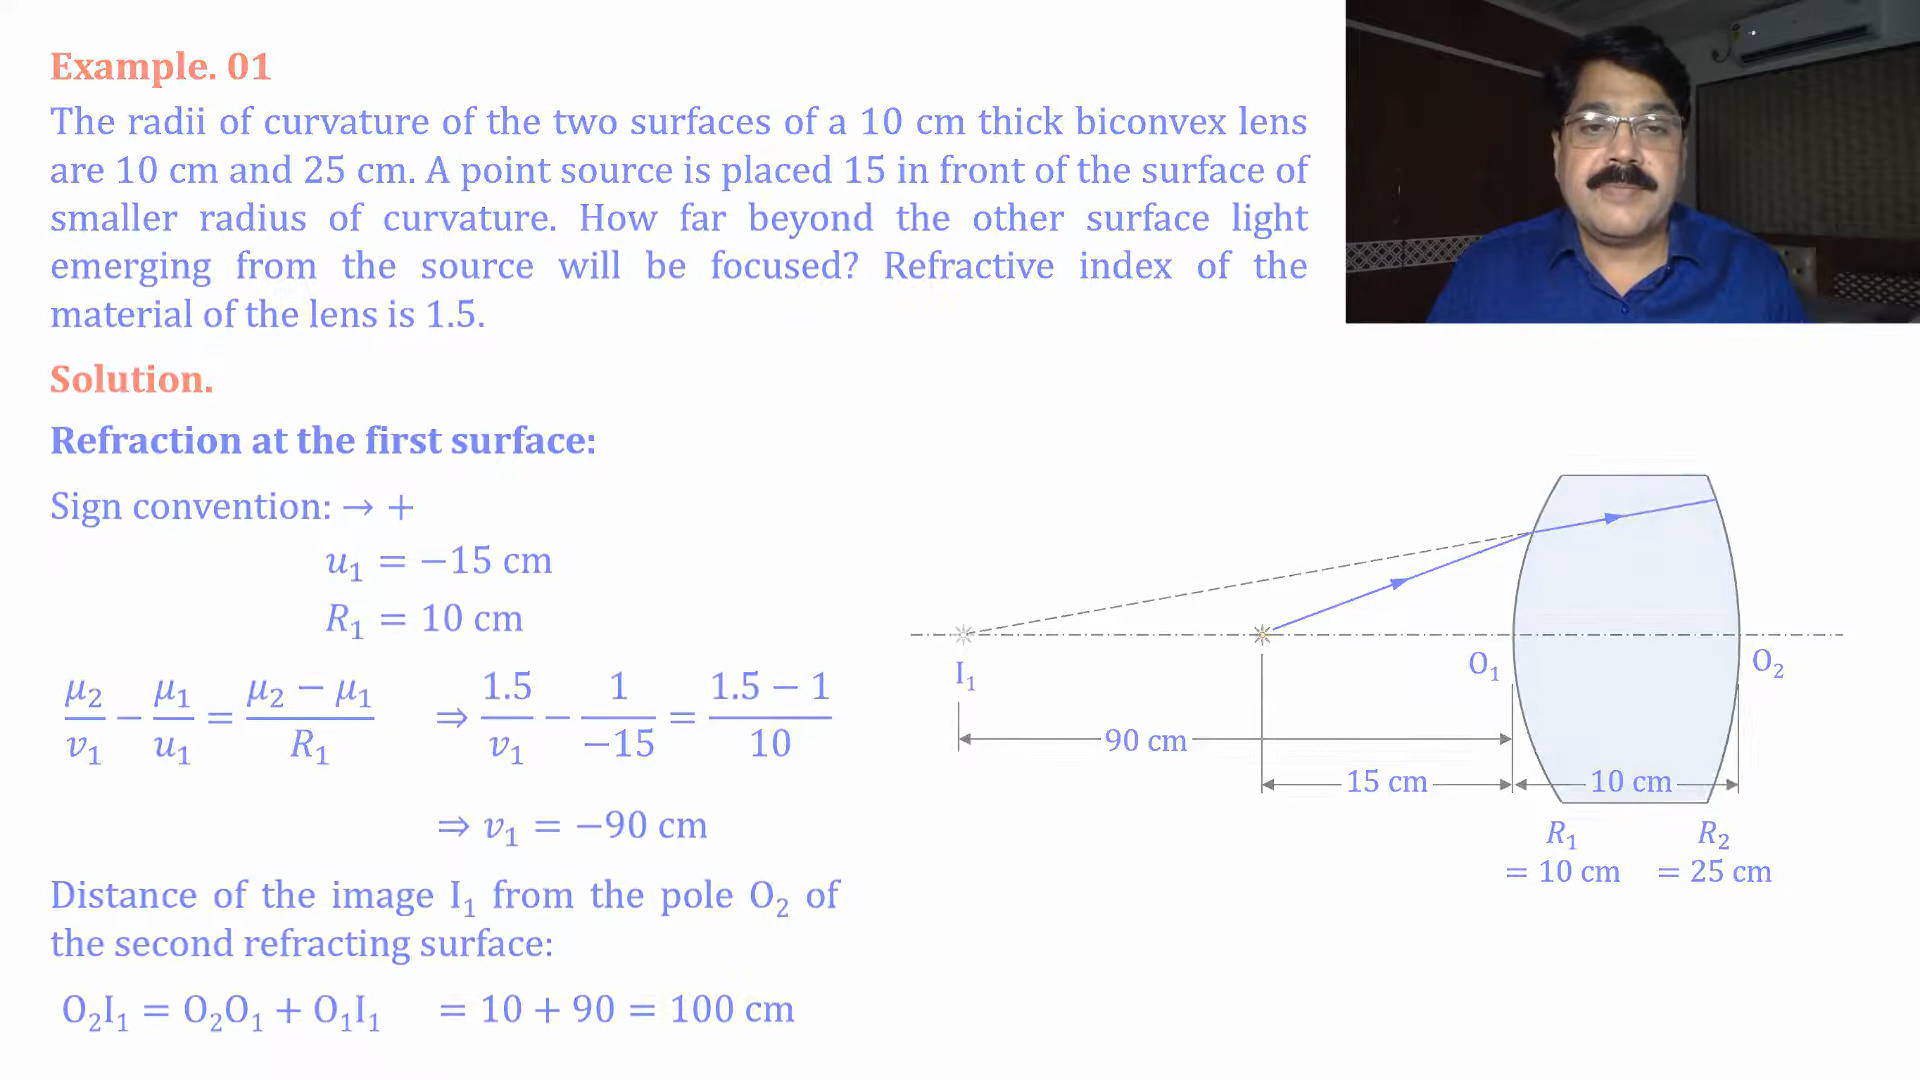 Example. 01
The radii of curvature of the two surfaces of a 10 cm thick biconvex lens
are 10 cm and 25 cm. A point source is placed 15 in front of the surface of
smaller radius of curvature. How far beyond the other surface light
emerging from the source will be focused? Refractive index of the
material of the lens is 1.5.
Solution.
Refraction at the first surface:
Sign convention: → +
u₁ = −15 cm
R₁ = 10 cm
μ₂/v₁ − μ₁/u₁ = (μ₂ − μ₁)/R₁ ⇒ 1.5/v₁ − 1/−15 = (1.5 − 1)/10
⇒ v₁ = −90 cm
Distance of the image I₁ from the pole O₂ of
the second refracting surface:
O₂I₁ = O₂O₁ + O₁I₁ = 10 + 90 = 100 cm
I₁
O₁
O₂
90 cm
15 cm
10 cm
R₁
= 10 cm
R₂
= 25 cm